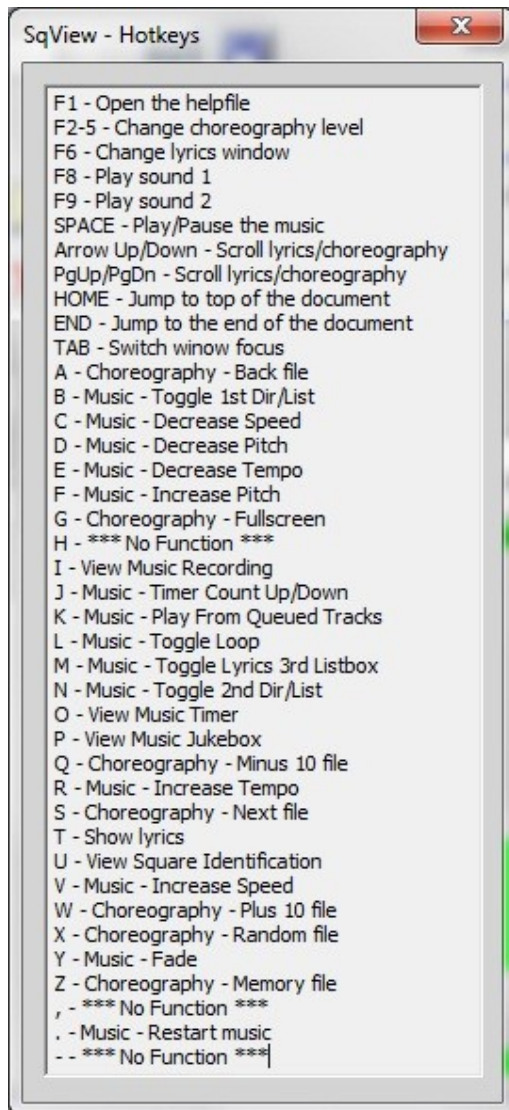 SqView - Hotkeys
F1 - Open the helpfile
F2-5 - Change choreography level
F6 - Change lyrics window
F8 - Play sound 1
F9 - Play sound 2
SPACE - Play/Pause the music
Arrow Up/Down - Scroll lyrics/choreography
PgUp/PgDn - Scroll lyrics/choreography
HOME - Jump to top of the document
END - Jump to the end of the document
TAB - Switch winow focus
A - Choreography - Back file
B - Music - Toggle 1st Dir/List
C - Music - Decrease Speed
D - Music - Decrease Pitch
E - Music - Decrease Tempo
F - Music - Increase Pitch
G - Choreography - Fullscreen
H - *** No Function ***
I - View Music Recording
J - Music - Timer Count Up/Down
K - Music - Play From Queued Tracks
L - Music - Toggle Loop
M - Music - Toggle Lyrics 3rd Listbox
N - Music - Toggle 2nd Dir/List
O - View Music Timer
P - View Music Jukebox
Q - Choreography - Minus 10 file
R - Music - Increase Tempo
S - Choreography - Next file
T - Show lyrics
U - View Square Identification
V - Music - Increase Speed
W - Choreography - Plus 10 file
X - Choreography - Random file
Y - Music - Fade
Z - Choreography - Memory file
, - *** No Function ***
. - Music - Restart music
- - *** No Function ***